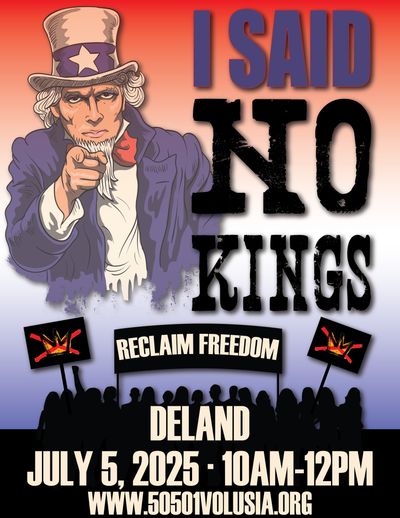 I SAID
NO
KINGS
RECLAIM FREEDOM
DELAND
JULY 5, 2025 · 10AM-12PM
WWW.50501VOLUSIA.ORG